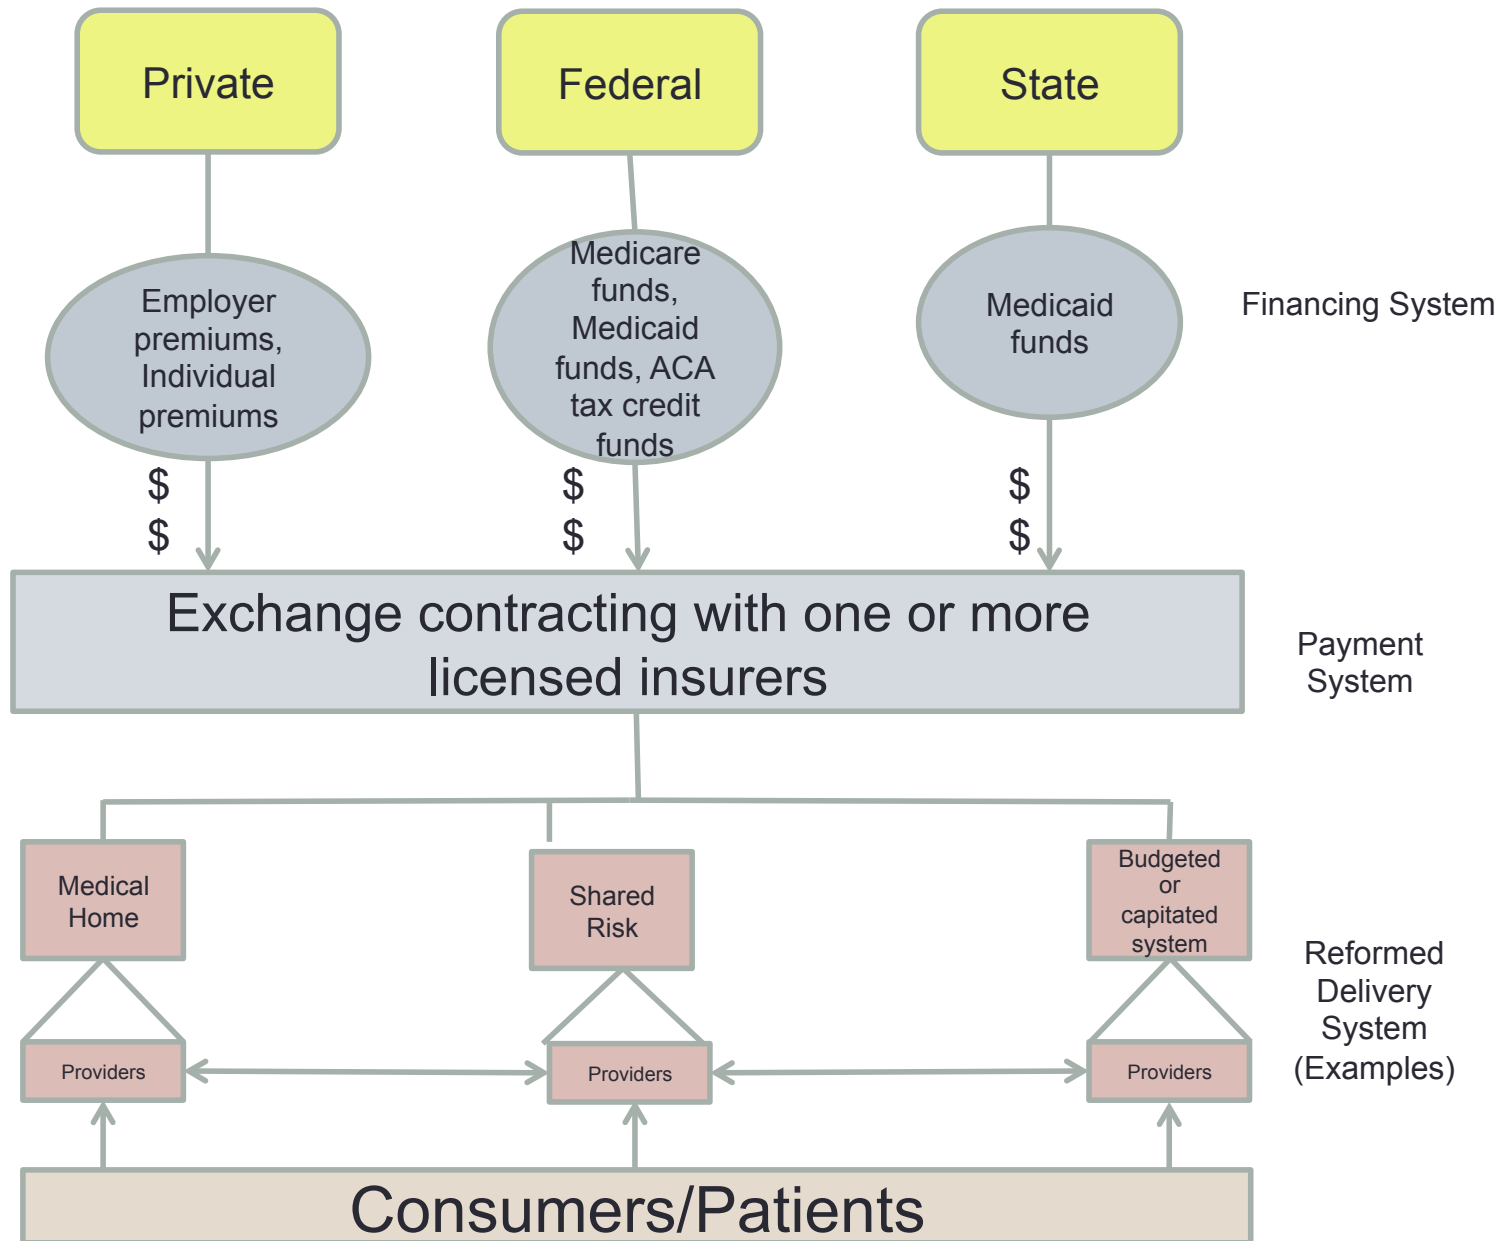 Private
Federal
State
Employer
premiums,
Individual
premiums
Medicare
funds,
Medicaid
funds, ACA
tax credit
funds
Medicaid
funds
Financing System
$
$
$
$
$
$
Exchange contracting with one or more
licensed insurers
Payment
System
Medical
Home
Shared
Risk
Budgeted
or
capitated
system
Reformed
Delivery
System
(Examples)
Providers
Providers
Providers
Consumers/Patients